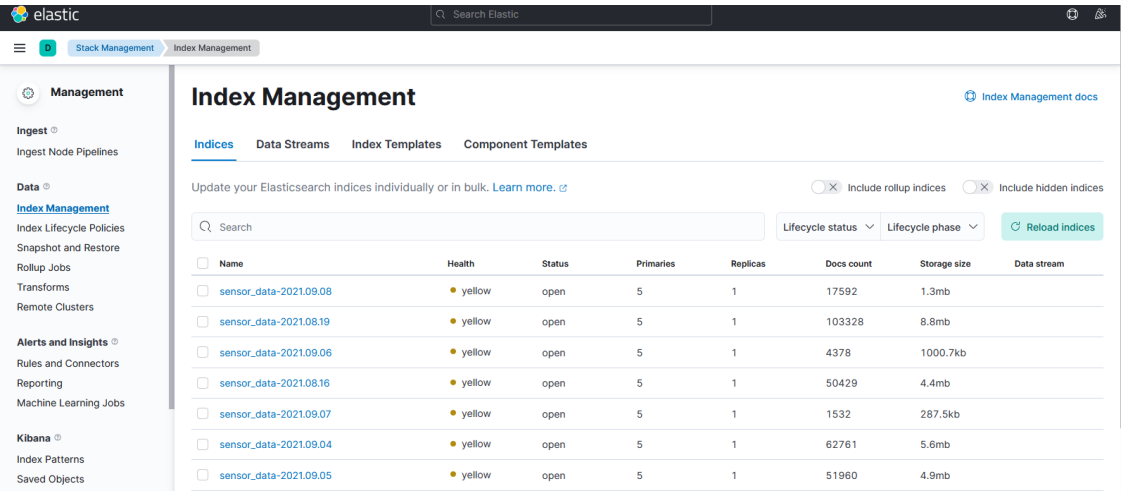 elastic
Search Elastic
D
Stack Management
Index Management
Management
Ingest
Ingest Node Pipelines
Data
Index Management
Index Lifecycle Policies
Snapshot and Restore
Rollup Jobs
Transforms
Remote Clusters
Alerts and Insights
Rules and Connectors
Reporting
Machine Learning Jobs
Kibana
Index Patterns
Saved Objects
Index Management
Index Management docs
Indices Data Streams Index Templates Component Templates
Update your Elasticsearch indices individually or in bulk. Learn more.
Include rollup indices Include hidden indices
Search
Lifecycle status Lifecycle phase Reload indices
Name Health Status Primaries Replicas Docs count Storage size Data stream
sensor_data-2021.09.08 yellow open 5 1 17592 1.3mb
sensor_data-2021.08.19 yellow open 5 1 103328 8.8mb
sensor_data-2021.09.06 yellow open 5 1 4378 1000.7kb
sensor_data-2021.08.16 yellow open 5 1 50429 4.4mb
sensor_data-2021.09.07 yellow open 5 1 1532 287.5kb
sensor_data-2021.09.04 yellow open 5 1 62761 5.6mb
sensor_data-2021.09.05 yellow open 5 1 51960 4.9mb